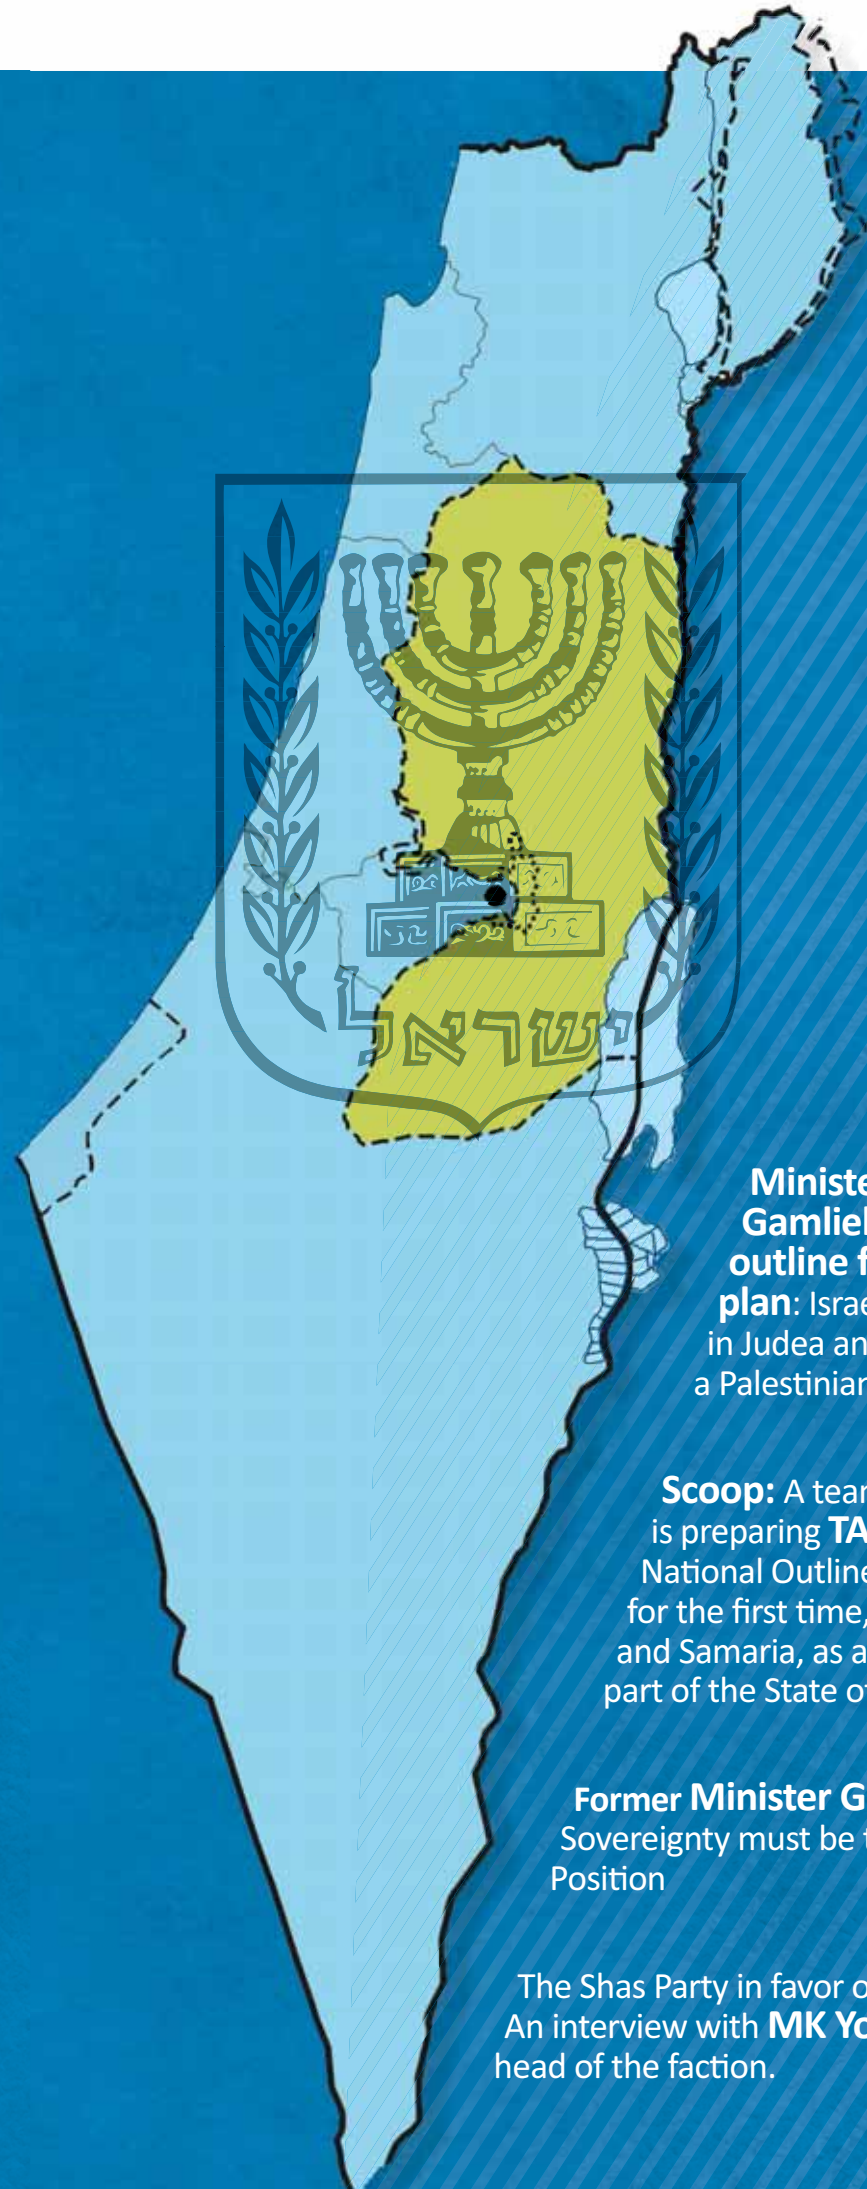 ישראל
Ministe
Gamliel
outline f
plan: Israe
in Judea an
a Palestinian
Scoop: A tear
is preparing TA
National Outline
for the first time,
and Samaria, as a
part of the State of
Former Minister G
Sovereignty must be t
Position
The Shas Party in favor o
An interview with MK Yo
head of the faction.